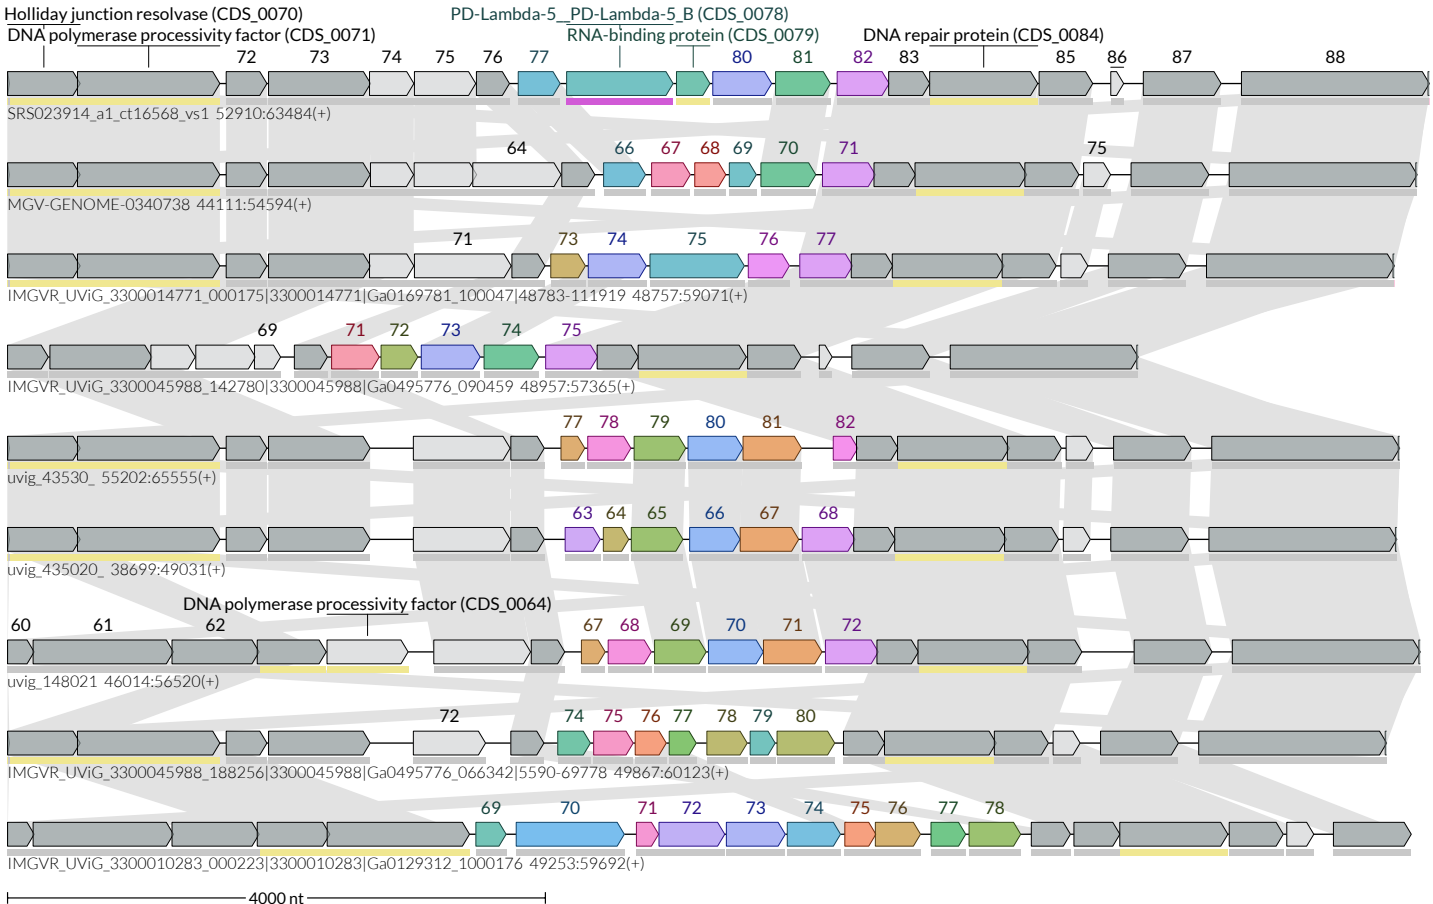 Holliday junction resolvase (CDS_0070) PD-Lambda-5__PD-Lambda-5_B (CDS_0078)
DNA polymerase processivity factor (CDS_0071) RNA-binding protein (CDS_0079) DNA repair protein (CDS_0084)
72 73 74 75 76 77 80 81 82 83 85 86 87 88
SRS023914_a1_ct16568_vs1 52910:63484(+)
64 66 67 68 69 70 71 75
MGV-GENOME-0340738 44111:54594(+)
71 73 74 75 76 77
IMGVR_UViG_3300014771_000175|3300014771|Ga0169781_100047|48783-111919 48757:59071(+)
69 71 72 73 74 75
IMGVR_UViG_3300045988_142780|3300045988|Ga0495776_090459 48957:57365(+)
77 78 79 80 81 82
uvig_43530_ 55202:65555(+)
63 64 65 66 67 68
uvig_435020_ 38699:49031(+)
DNA polymerase processivity factor (CDS_0064)
60 61 62 67 68 69 70 71 72
uvig_148021 46014:56520(+)
72 74 75 76 77 78 79 80
IMGVR_UViG_3300045988_188256|3300045988|Ga0495776_066342|5590-69778 49867:60123(+)
69 70 71 72 73 74 75 76 77 78
IMGVR_UViG_3300010283_000223|3300010283|Ga0129312_1000176 49253:59692(+)
4000 nt